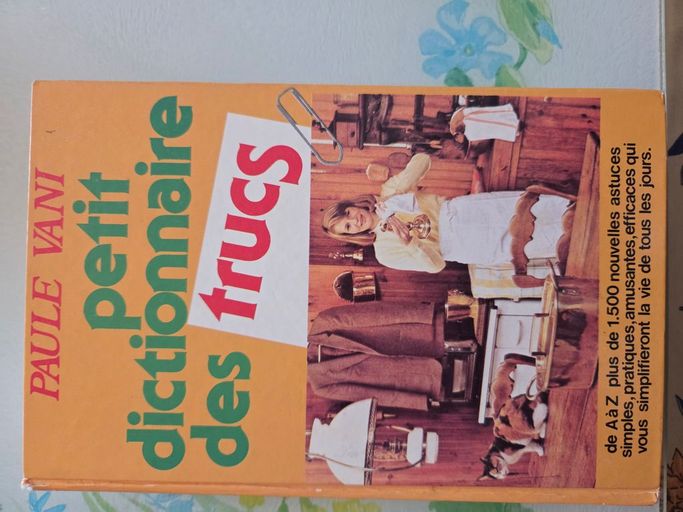 PAULE VANI
petit
dictionnaire
des trucs
de A à Z plus de 1.500 nouvelles astuces
simples, pratiques, amusantes, efficaces qui
vous simplifieront la vie de tous les jours.